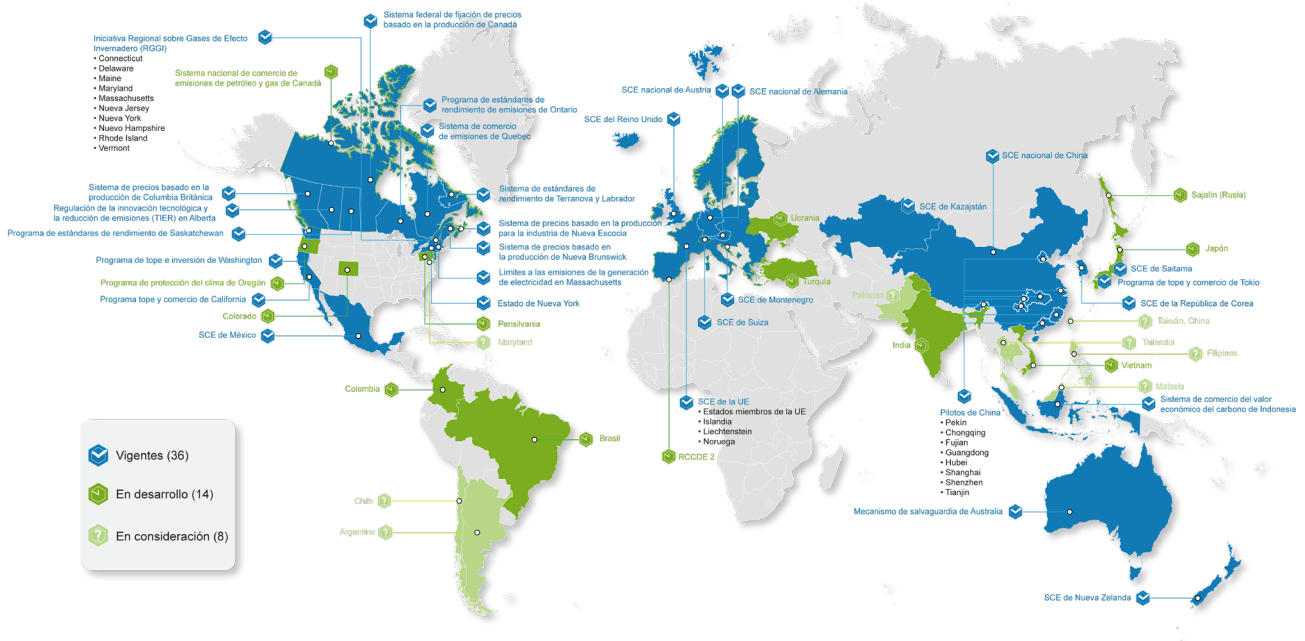 Sistema federal de fijación de precios
basado en la producción de Canadá
Iniciativa Regional sobre Gases de Efecto
Invernadero (RGGI)
• Connecticut
• Delaware
• Maine
• Maryland
• Massachusetts
• Nueva Jersey
• Nueva York
• Nuevo Hampshire
• Rhode Island
• Vermont
Sistema nacional de comercio de
emisiones de petróleo y gas de Canadá
Programa de estándares de
rendimiento de emisiones de Ontario
Sistema de comercio
de emisiones de Quebec
Sistema de precios basado en la
producción de Columbia Británica
Regulación de la innovación tecnológica y
la reducción de emisiones (TIER) en Alberta
Programa de estándares de rendimiento de Saskatchewan
Programa de tope e inversión de Washington
Programa de protección del clima de Oregón
Programa tope y comercio de California
Colorado
SCE de México
Sistema de estándares de
rendimiento de Terranova y Labrador
Sistema de precios basado en la producción
para la industria de Nueva Escocia
Sistema de precios basado en
la producción de Nueva Brunswick
Limites a las emisiones de la generación
de electricidad en Massachusetts
Estado de Nueva York
Pensilvania
Maryland
Colombia
Brasil
Chile
Argentina
SCE nacional de Austria
SCE nacional de Alemania
SCE del Reino Unido
Ucrania
Turquía
SCE de Montenegro
SCE de Suiza
SCE de la UE
• Estados miembros de la UE
• Islandia
• Liechtenstein
• Noruega
RCCDE 2
SCE nacional de China
SCE de Kazajstán
Sajalín (Rusia)
Japón
SCE de Saitama
Programa de tope y comercio de Tokio
SCE de la República de Corea
Pakistán
India
Taiwán, China
Tailandia
Filipinas
Vietnam
Malasia
Sistema de comercio del valor
económico del carbono de Indonesia
Pilotos de China
• Pekín
• Chongqing
• Fujian
• Guangdong
• Hubei
• Shanghai
• Shenzhen
• Tianjin
Mecanismo de salvaguardia de Australia
SCE de Nueva Zelanda
Vigentes (36)
En desarrollo (14)
En consideración (8)